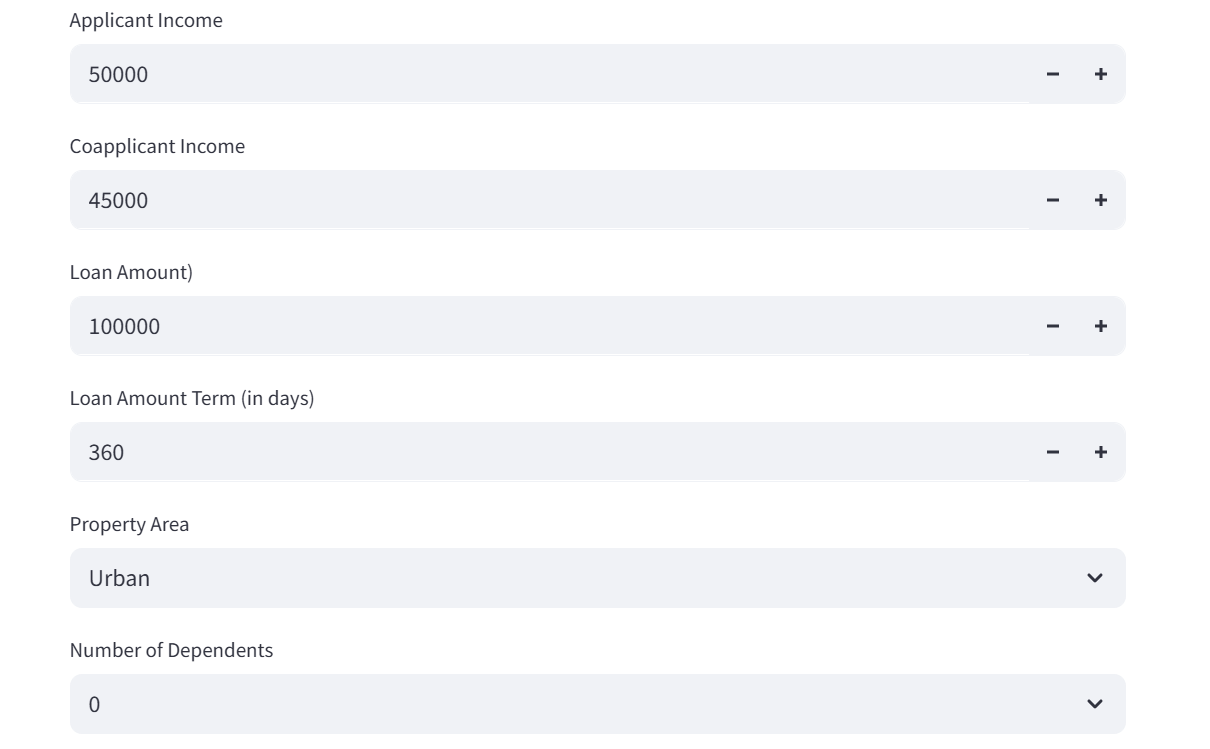 Applicant Income
50000
Coapplicant Income
45000
Loan Amount)
100000
Loan Amount Term (in days)
360
Property Area
Urban
Number of Dependents
0